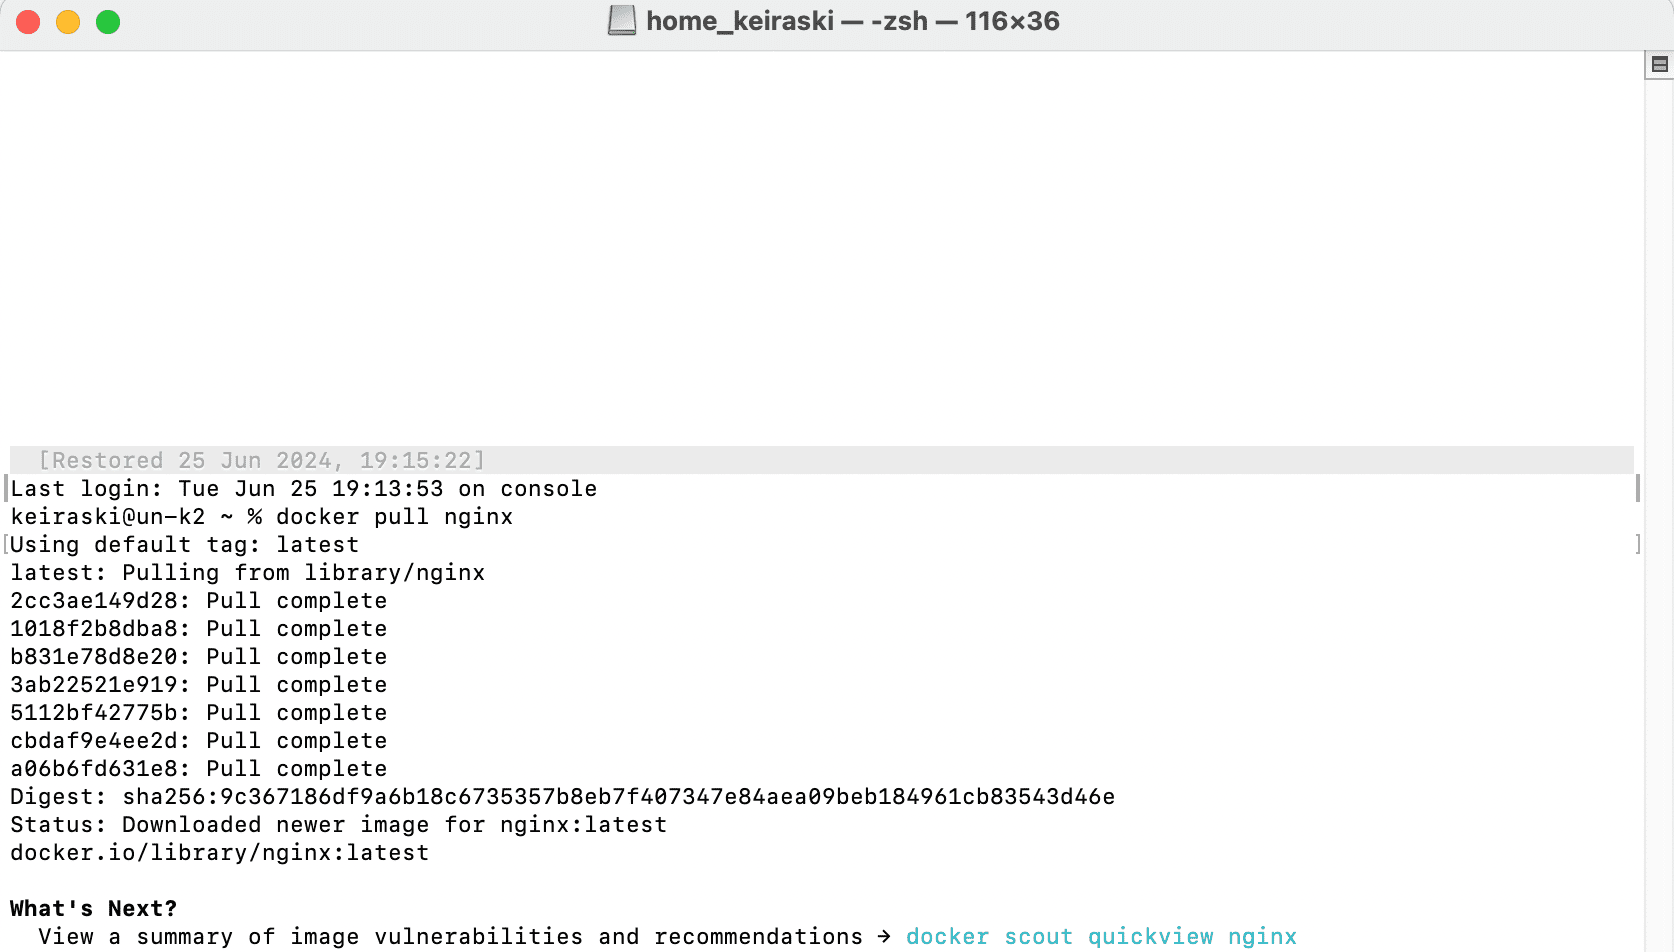 home_keiraski — -zsh — 116×36
[Restored 25 Jun 2024, 19:15:22]
Last login: Tue Jun 25 19:13:53 on console
keiraski@un-k2 ~ % docker pull nginx
Using default tag: latest
latest: Pulling from library/nginx
2cc3ae149d28: Pull complete
1018f2b8dba8: Pull complete
b831e78d8e20: Pull complete
3ab22521e919: Pull complete
5112bf42775b: Pull complete
cbdaf9e4ee2d: Pull complete
a06b6fd631e8: Pull complete
Digest: sha256:9c367186df9a6b18c6735357b8eb7f407347e84aea09beb184961cb83543d46e
Status: Downloaded newer image for nginx:latest
docker.io/library/nginx:latest
What's Next?
View a summary of image vulnerabilities and recommendations → docker scout quickview nginx